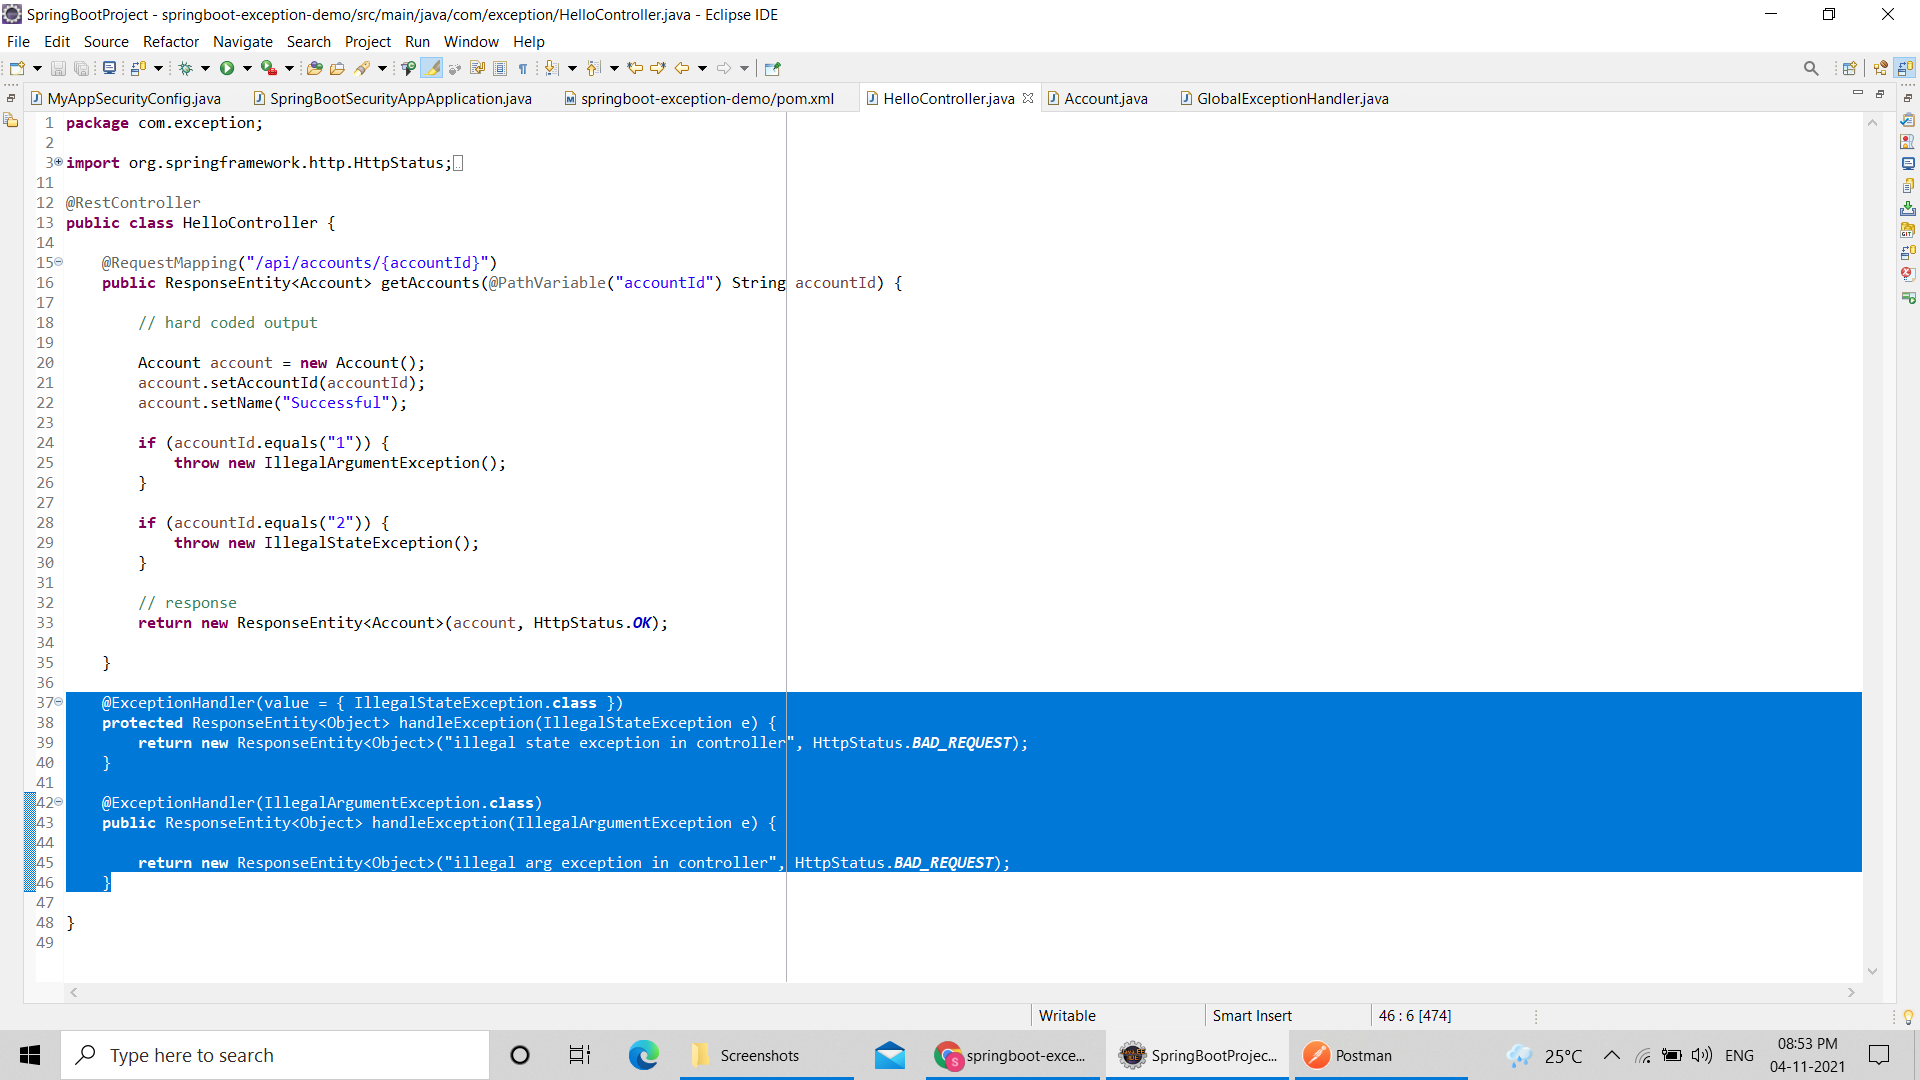 SpringBootProject - springboot-exception-demo/src/main/java/com/exception/HelloController.java - Eclipse IDE
File Edit Source Refactor Navigate Search Project Run Window Help
MyAppSecurityConfig.java SpringBootSecurityAppApplication.java springboot-exception-demo/pom.xml HelloController.java Account.java GlobalExceptionHandler.java
1 package com.exception;
2
3 import org.springframework.http.HttpStatus;
11
12 @RestController
13 public class HelloController {
14
15     @RequestMapping("/api/accounts/{accountId}")
16     public ResponseEntity<Account> getAccounts(@PathVariable("accountId") String accountId) {
17
18         // hard coded output
19
20         Account account = new Account();
21         account.setAccountId(accountId);
22         account.setName("Successful");
23
24         if (accountId.equals("1")) {
25             throw new IllegalArgumentException();
26         }
27
28         if (accountId.equals("2")) {
29             throw new IllegalStateException();
30         }
31
32         // response
33         return new ResponseEntity<Account>(account, HttpStatus.OK);
34
35     }
36
37     @ExceptionHandler(value = { IllegalStateException.class })
38     protected ResponseEntity<Object> handleException(IllegalStateException e) {
39         return new ResponseEntity<Object>("illegal state exception in controller", HttpStatus.BAD_REQUEST);
40     }
41
42     @ExceptionHandler(IllegalArgumentException.class)
43     public ResponseEntity<Object> handleException(IllegalArgumentException e) {
44
45         return new ResponseEntity<Object>("illegal arg exception in controller", HttpStatus.BAD_REQUEST);
46     }
47
48 }
49
Writable Smart Insert 46 : 6 [474]
Type here to search Screenshots springboot-exce... SpringBootProjec... Postman 25°C ENG 08:53 PM
04-11-2021